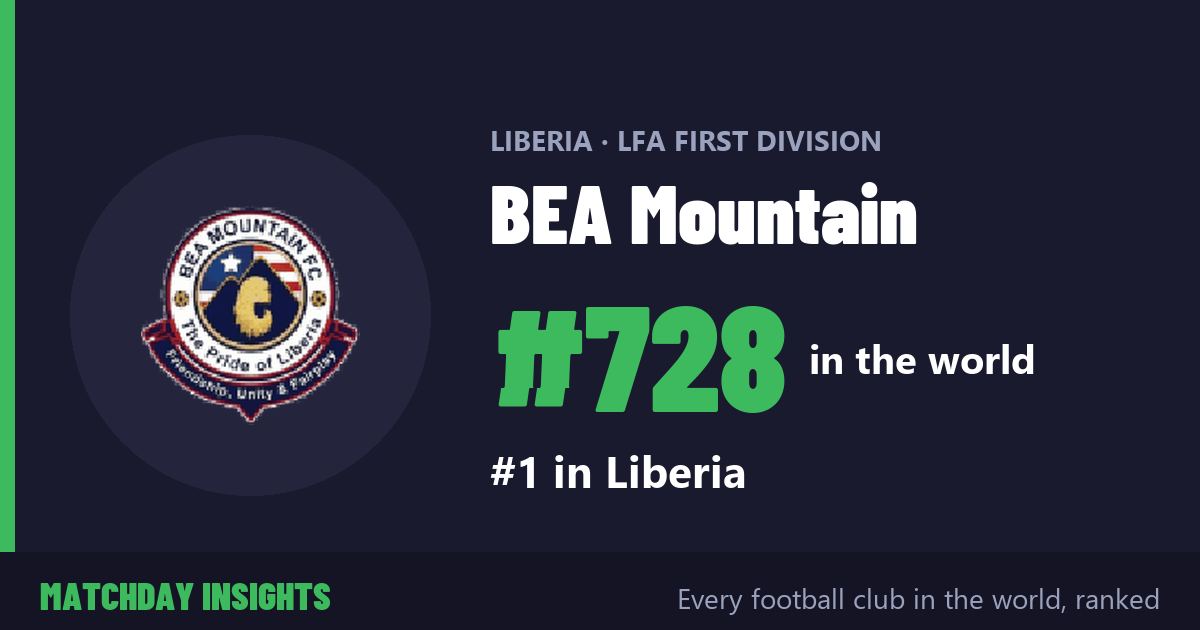 LIBERIA · LFA FIRST DIVISION
BEA Mountain
BEA MOUNTAIN FC
The Pride of Liberia
Friendship, Unity & Fairplay
#728 in the world
#1 in Liberia
MATCHDAY INSIGHTS
Every football club in the world, ranked